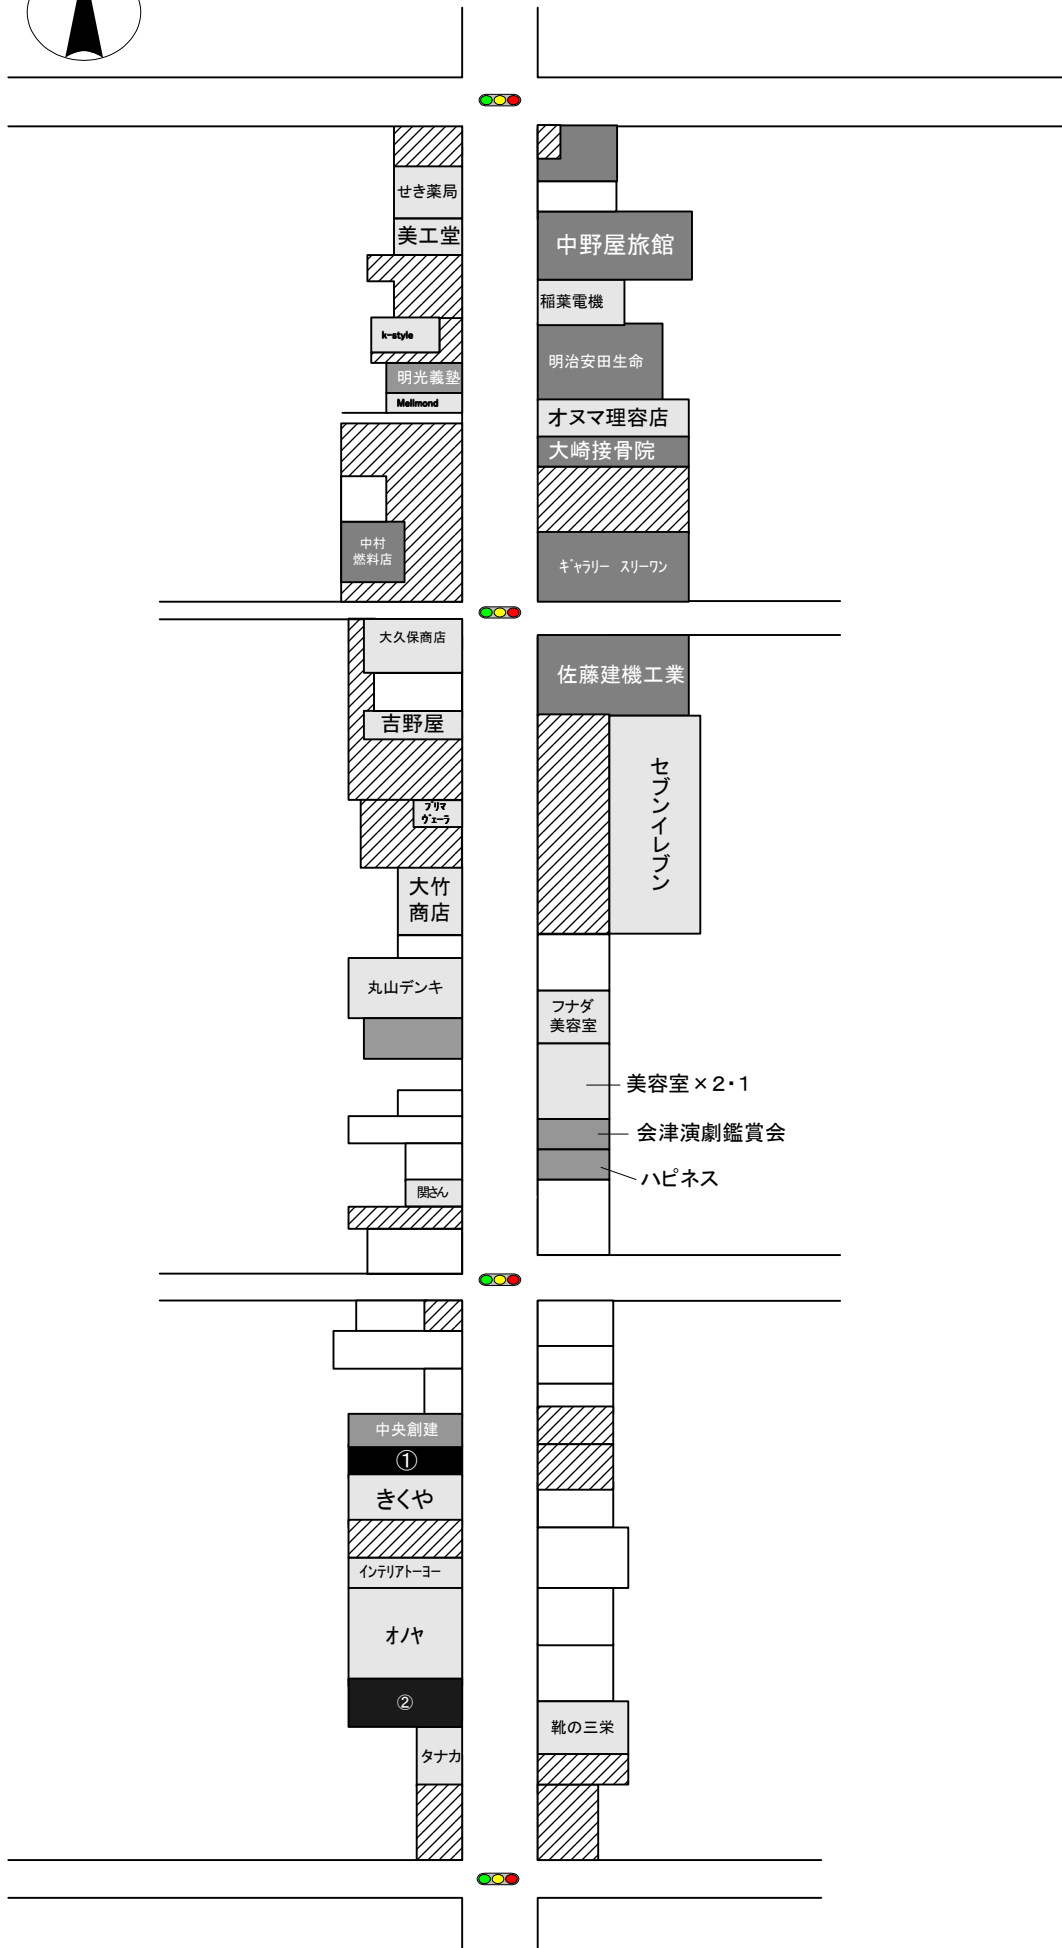 せき薬局
美工堂
中野屋旅館
稲葉電機
k-style
明治安田生命
明光義塾
Mellmond
オヌマ理容店
大崎接骨院
中村
燃料店
ギャラリー スリーワン
大久保商店
佐藤建機工業
吉野屋
セブンイレブン
プリマ
ヴェーラ
大竹
商店
丸山デンキ
フナダ
美容室
美容室×2・1
会津演劇鑑賞会
ハピネス
関さん
中央創建
①
きくや
インテリアトーヨー
オノヤ
②
靴の三栄
タナカ